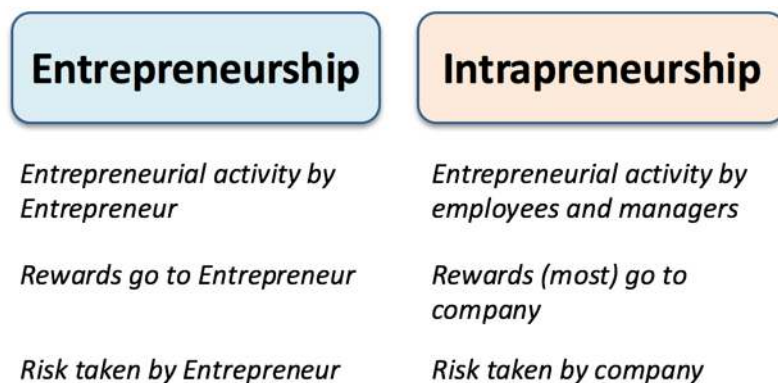 Entrepreneurship
Intrapreneurship
Entrepreneurial activity by
Entrepreneur
Entrepreneurial activity by
employees and managers
Rewards go to Entrepreneur
Rewards (most) go to
company
Risk taken by Entrepreneur
Risk taken by company